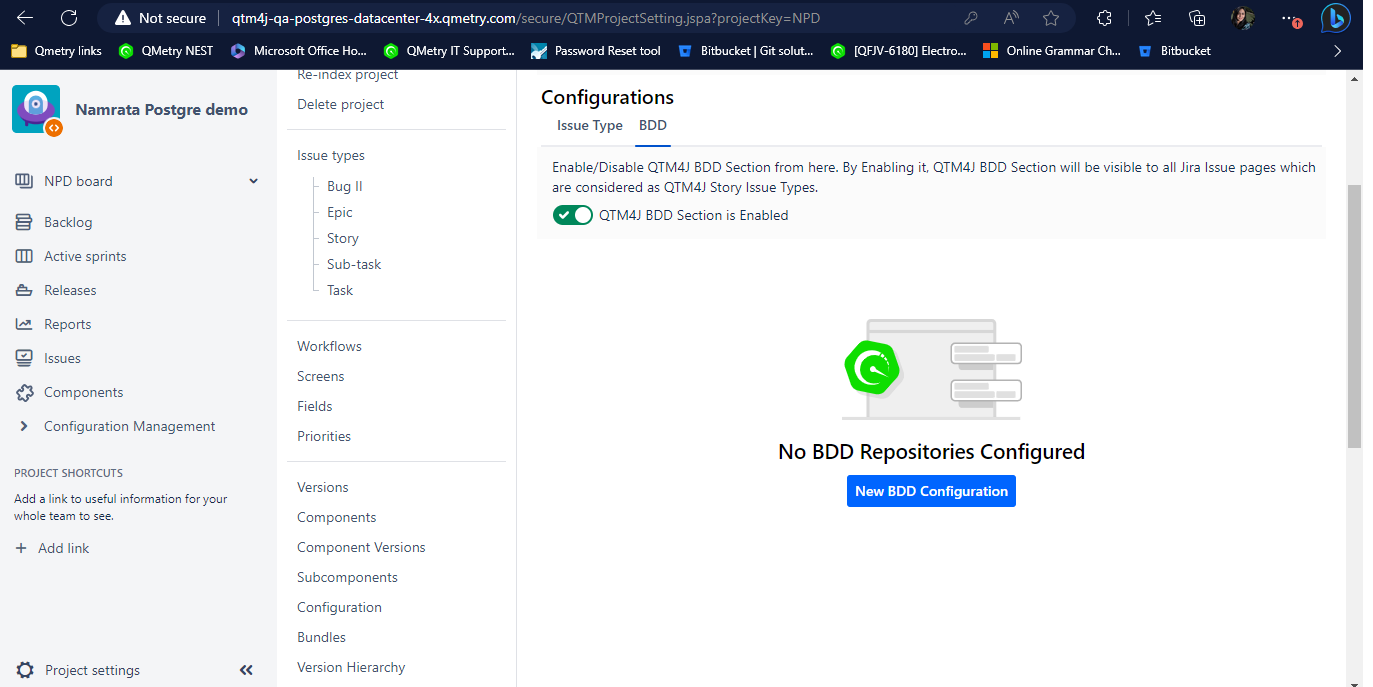 Not secure
qtm4j-qa-postgres-datacenter-4x.qmetry.com/secure/QTMProjectSetting.jspa?projectKey=NPD
Qmetry links
QMetry NEST
Microsoft Office Ho...
QMetry IT Support...
Password Reset tool
Bitbucket | Git solut...
[QFJV-6180] Electro...
Online Grammar Ch...
Bitbucket
Namrata Postgre demo
NPD board
Backlog
Active sprints
Releases
Reports
Issues
Components
Configuration Management
PROJECT SHORTCUTS
Add a link to useful information for your
whole team to see.
Add link
Project settings
Re-index project
Delete project
Issue types
Bug II
Epic
Story
Sub-task
Task
Workflows
Screens
Fields
Priorities
Versions
Components
Component Versions
Subcomponents
Configuration
Bundles
Version Hierarchy
Configurations
Issue Type
BDD
Enable/Disable QTM4J BDD Section from here. By Enabling it, QTM4J BDD Section will be visible to all Jira Issue pages which
are considered as QTM4J Story Issue Types.
QTM4J BDD Section is Enabled
No BDD Repositories Configured
New BDD Configuration